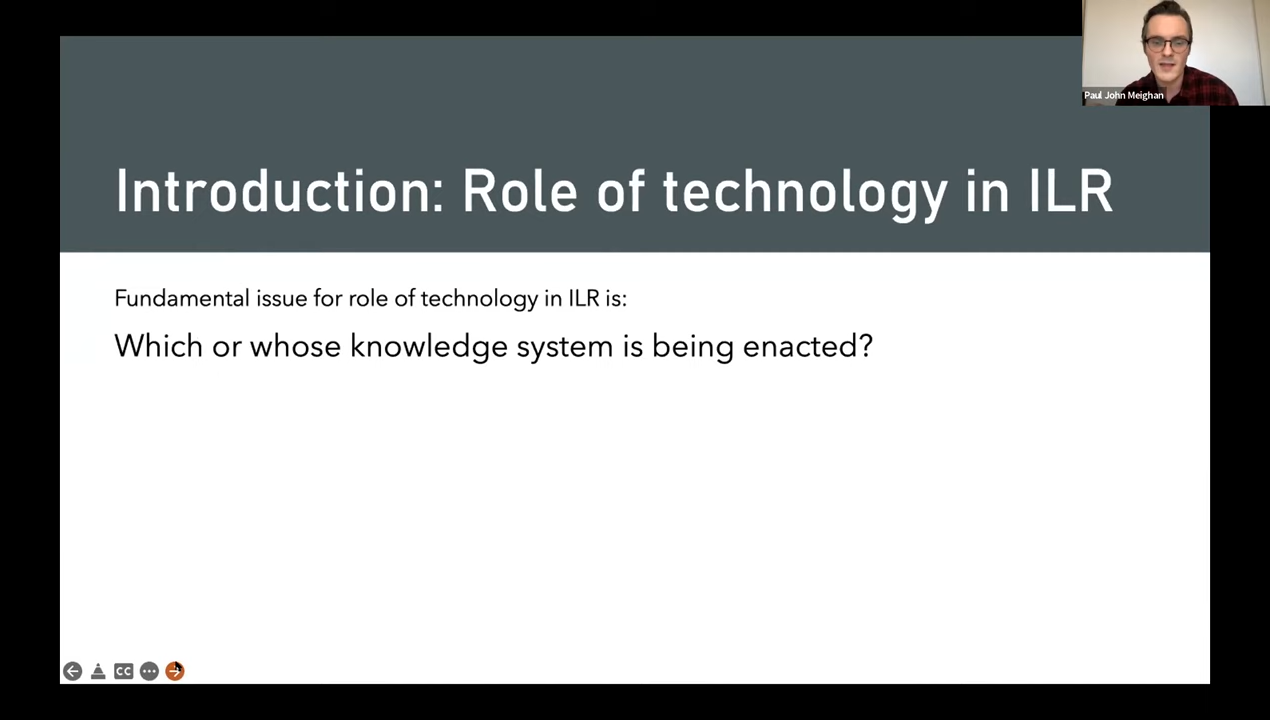 Paul John Meighan
Introduction: Role of technology in ILR
Fundamental issue for role of technology in ILR is:
Which or whose knowledge system is being enacted?
CC